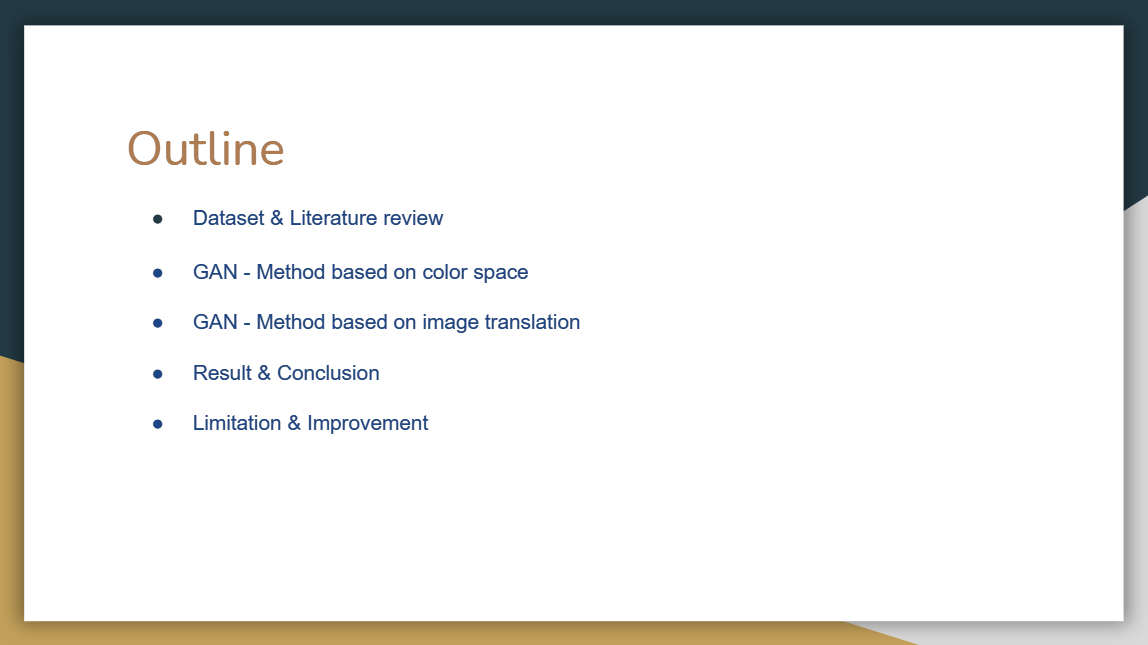 Outline
● Dataset & Literature review
● GAN - Method based on color space
● GAN - Method based on image translation
● Result & Conclusion
● Limitation & Improvement